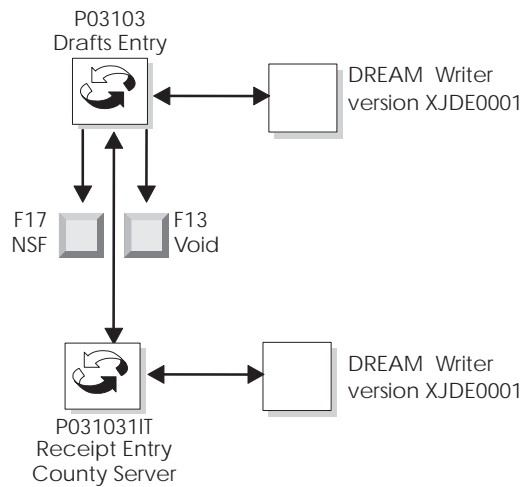 P03103
Drafts Entry
DREAM Writer
version XJDE0001
F17
NSF
F13
Void
DREAM Writer
version XJDE0001
P031031IT
Receipt Entry
County Server